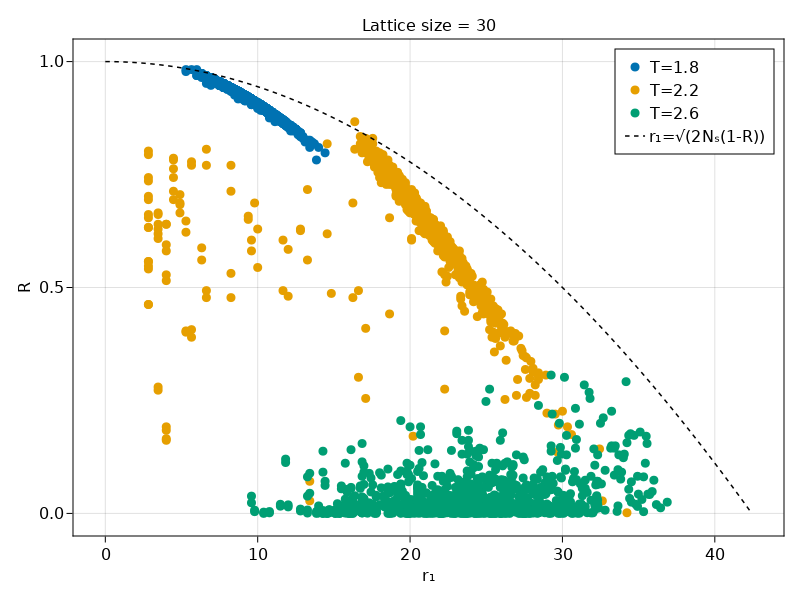 Lattice size = 30
T=1.8
T=2.2
T=2.6
r₁=√(2Nₛ(1-R))
R
1.0
0.5
0.0
0 10 20 30 40
r₁